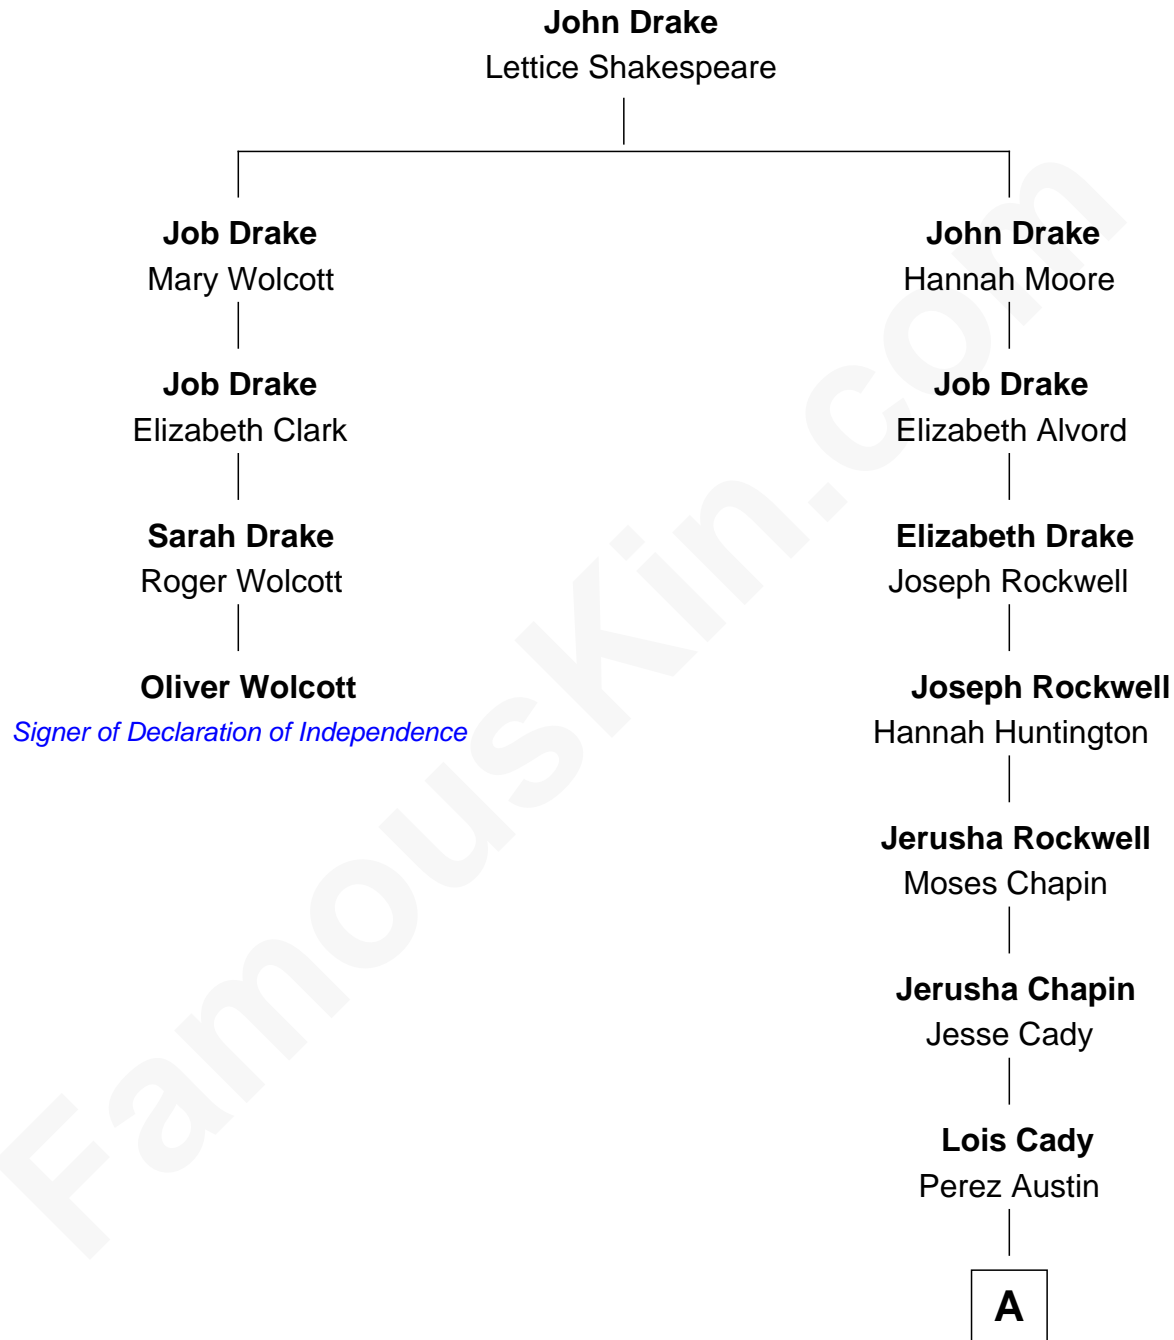 John Drake
Lettice Shakespeare
Job Drake
Mary Wolcott
John Drake
Hannah Moore
Job Drake
Elizabeth Clark
Job Drake
Elizabeth Alvord
Sarah Drake
Roger Wolcott
Elizabeth Drake
Joseph Rockwell
Oliver Wolcott
Signer of Declaration of Independence
Joseph Rockwell
Hannah Huntington
Jerusha Rockwell
Moses Chapin
Jerusha Chapin
Jesse Cady
Lois Cady
Perez Austin
A
FamousKin.com